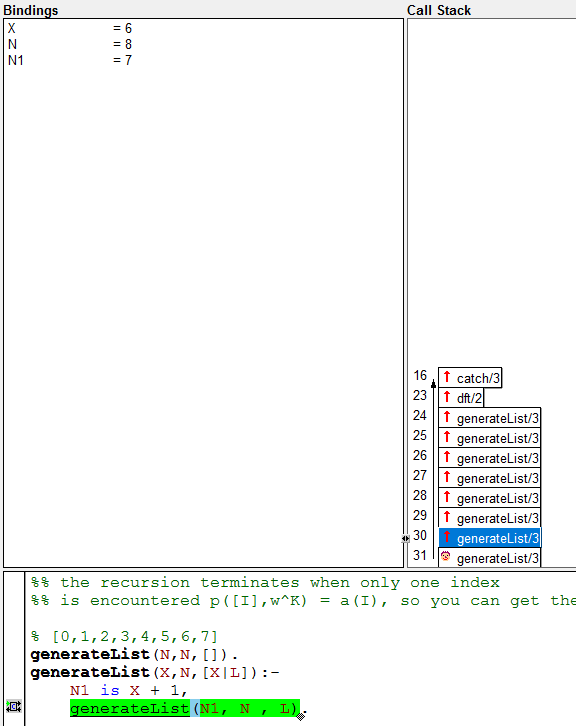 Bindings
X = 6
N = 8
N1 = 7
Call Stack
16 catch/3
23 dft/2
24 generateList/3
25 generateList/3
26 generateList/3
27 generateList/3
28 generateList/3
29 generateList/3
30 generateList/3
31 generateList/3
%% the recursion terminates when only one index
%% is encountered p([I],w^K) = a(I), so you can get the
% [0,1,2,3,4,5,6,7]
generateList(N,N,[]).
generateList(X,N,[X|L]):-
N1 is X + 1,
generateList(N1, N , L).